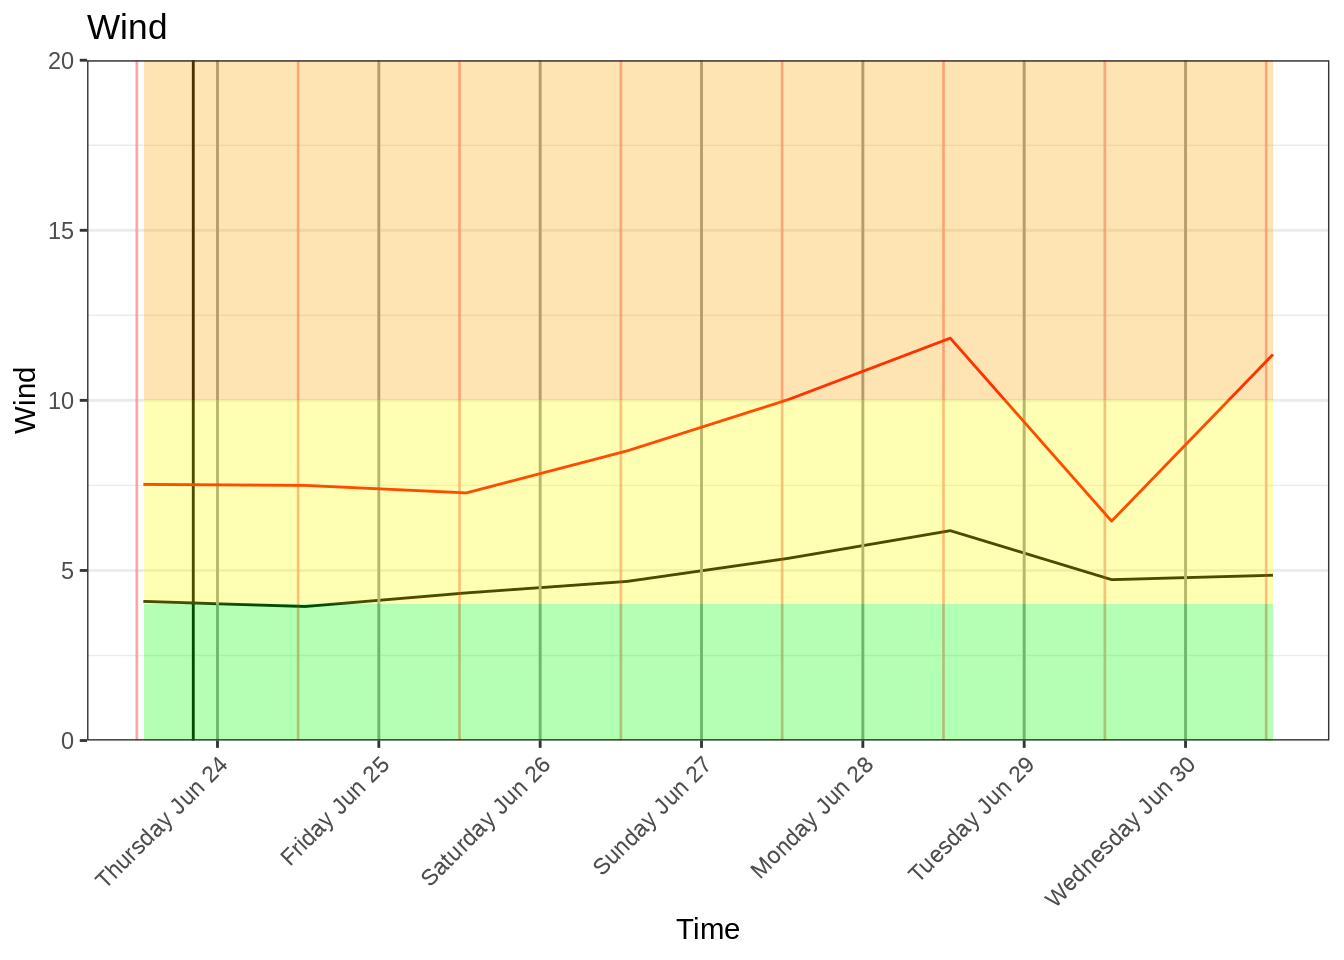 Wind
20
15
10
5
0
Wind
Thursday Jun 24
Friday Jun 25
Saturday Jun 26
Sunday Jun 27
Monday Jun 28
Tuesday Jun 29
Wednesday Jun 30
Time